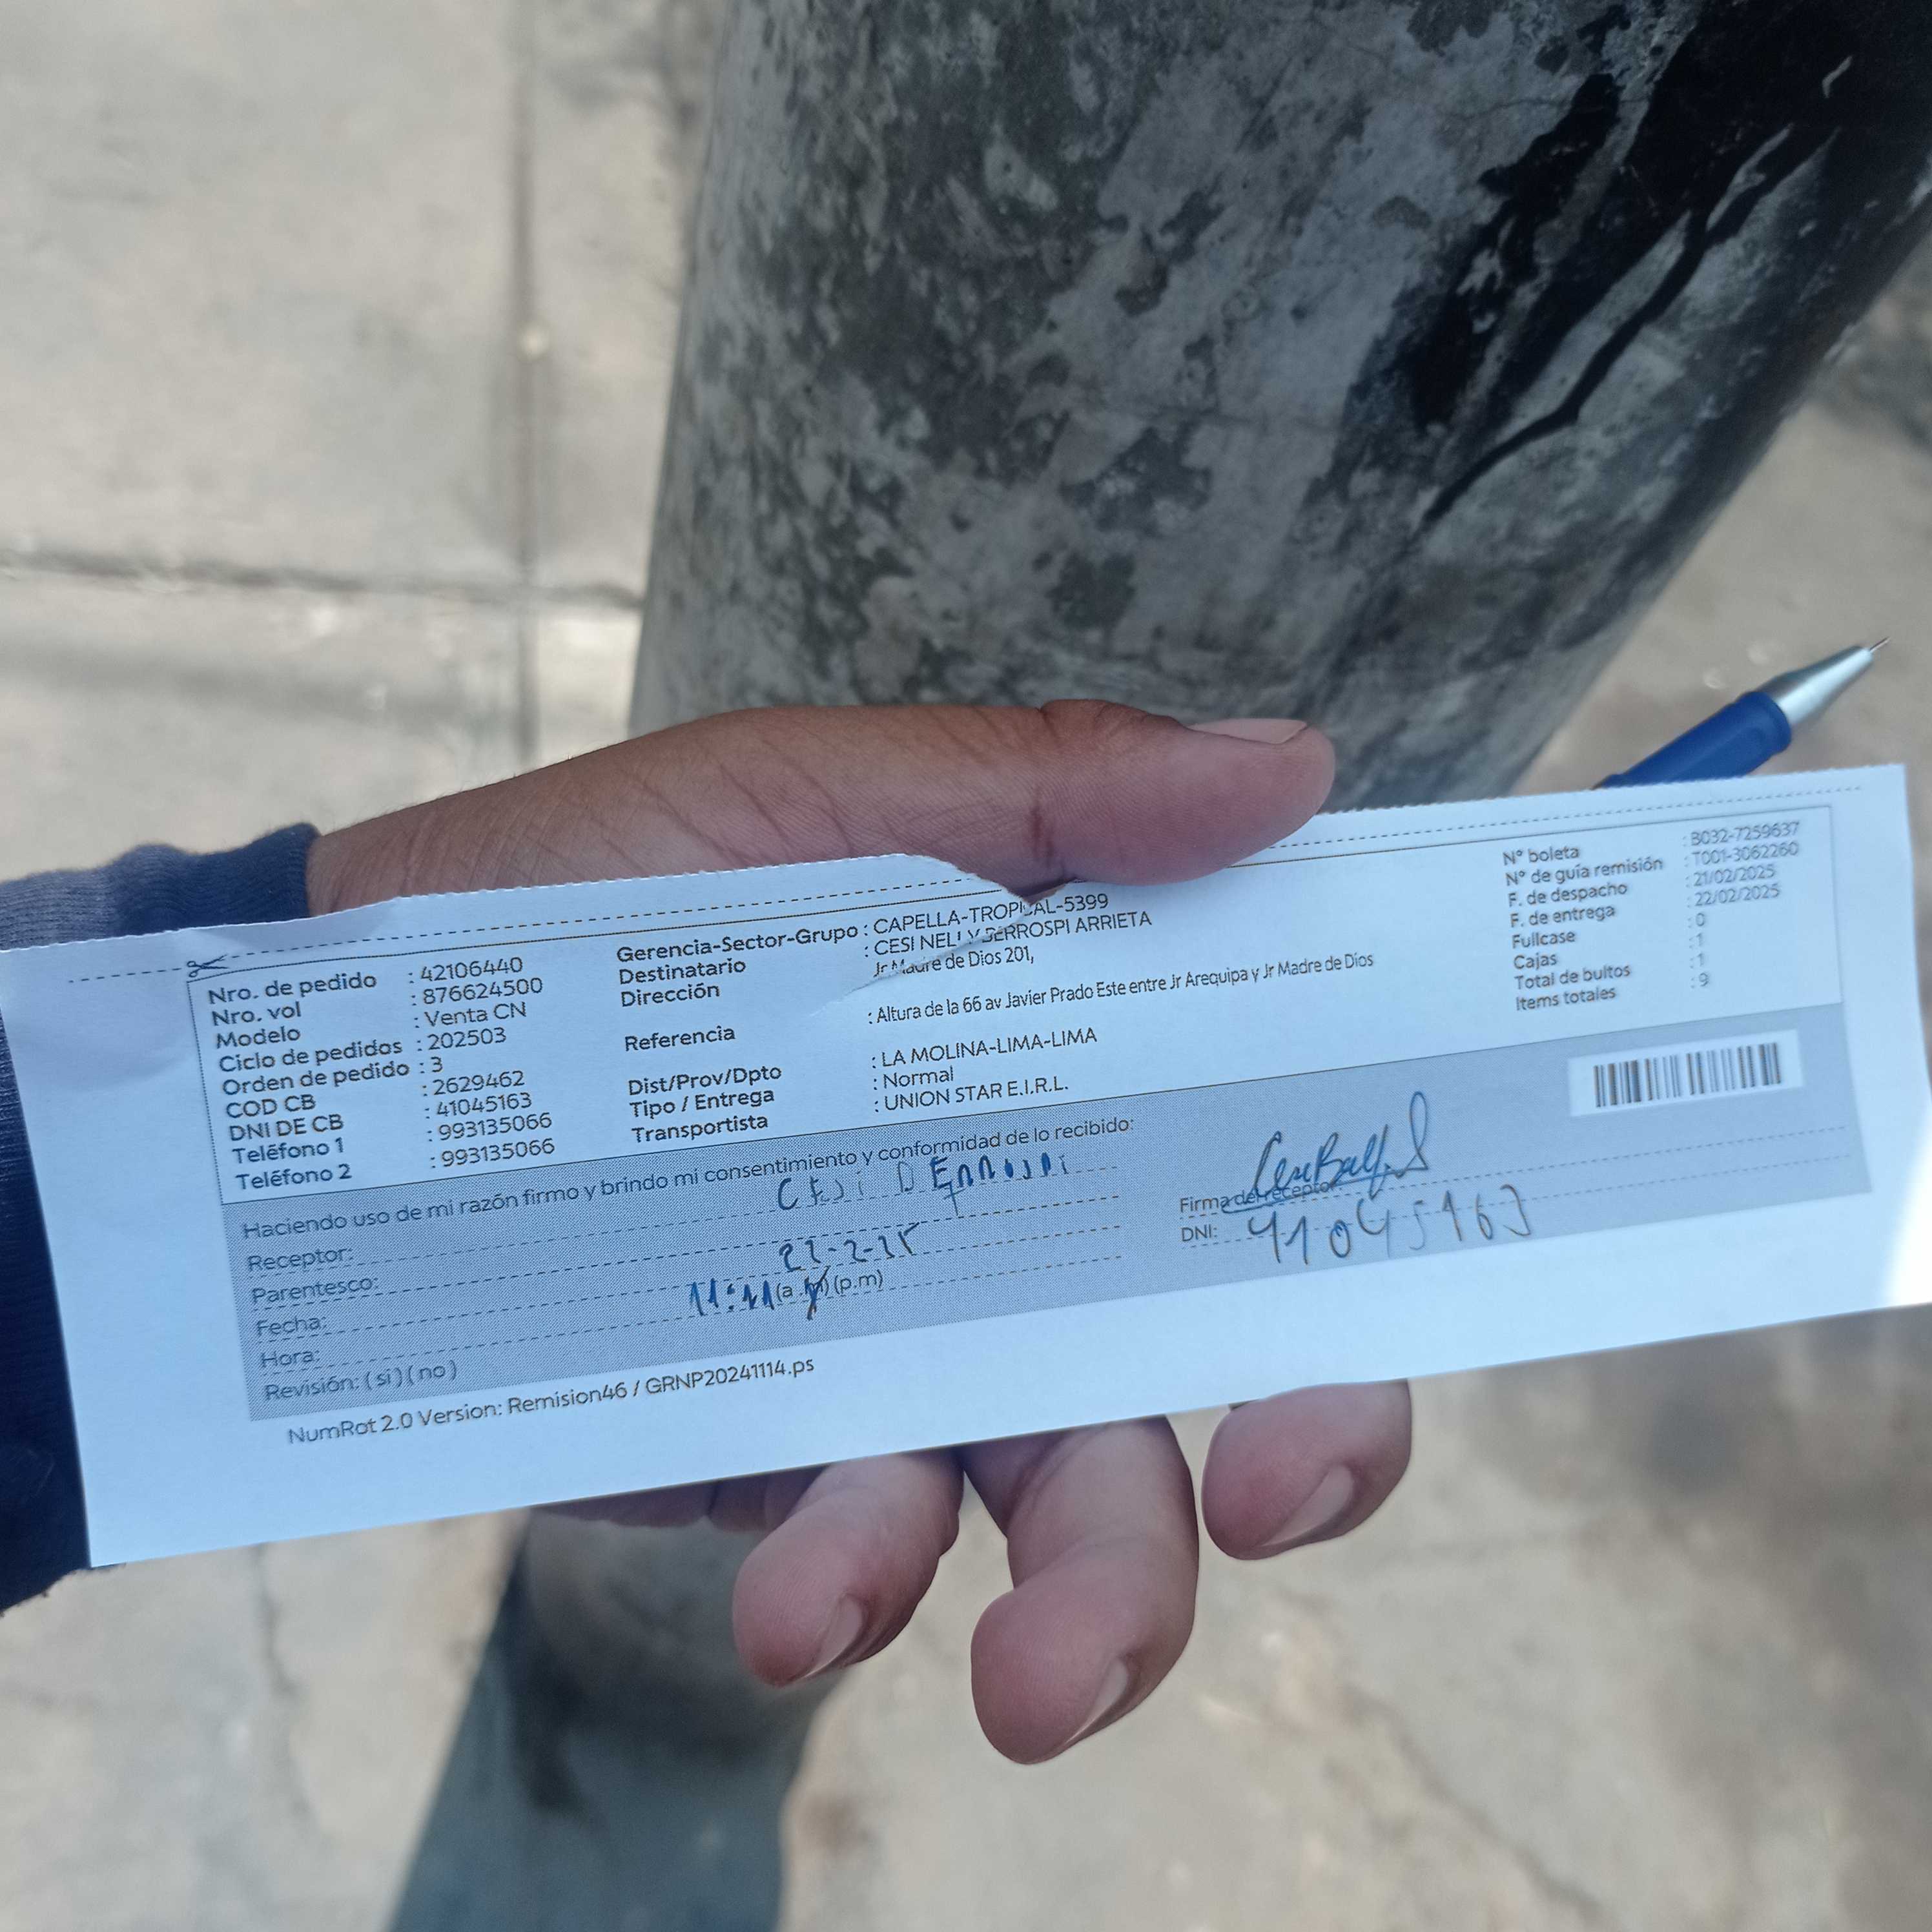 Nro. de pedido : 42106440
Nro. vol : 876624500
Modelo : Venta CN
Ciclo de pedidos : 202503
Orden de pedido : 3
COD CB : 2629462
DNI DE CB : 41045163
Teléfono 1 : 993135066
Teléfono 2 : 993135066
Gerencia-Sector-Grupo : CAPELLA-TROPICAL-5399
Destinatario : CESI NELLY BERROSPI ARRIETA
Dirección Jr Madre de Dios 201,
Referencia : Altura de la 66 av Javier Prado Este entre Jr Arequipa y Jr Madre de Dios
Dist/Prov/Dpto : LA MOLINA-LIMA-LIMA
Tipo / Entrega : Normal
Transportista : UNION STAR E.I.R.L.
N° boleta : B032-7259637
N° de guía remisión : T001-3062260
F. de despacho : 21/02/2025
F. de entrega : 22/02/2025
Fullcase : 0
Cajas : 1
Total de bultos : 1
Items totales : 9
Haciendo uso de mi razón firmo y brindo mi consentimiento y conformidad de lo recibido:
Receptor: CESI BERROSPI
Parentesco:
Fecha: 22-2-25
Hora: 11:11 (a.m) (p.m)
Revisión: (si) (no)
Firma del receptor:
DNI: 41045163
NumRot 2.0 Version: Remision46 / GRNP20241114.ps